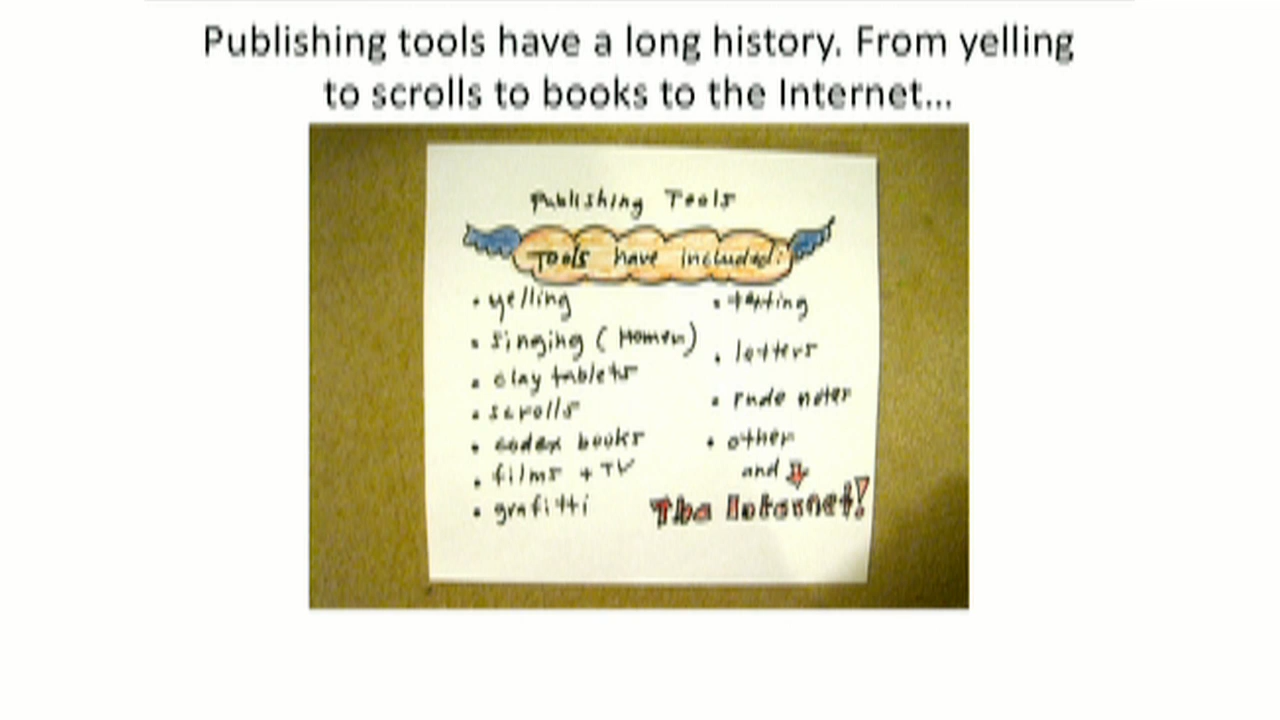 Publishing tools have a long history. From yelling
to scrolls to books to the Internet...
Publishing Tools
Tools have included:
• yelling
• singing (Homer)
• clay tablets
• scrolls
• codex books
• films + TV
• grafitti
• texting
• letters
• rude notes
• other
and
The Internet!